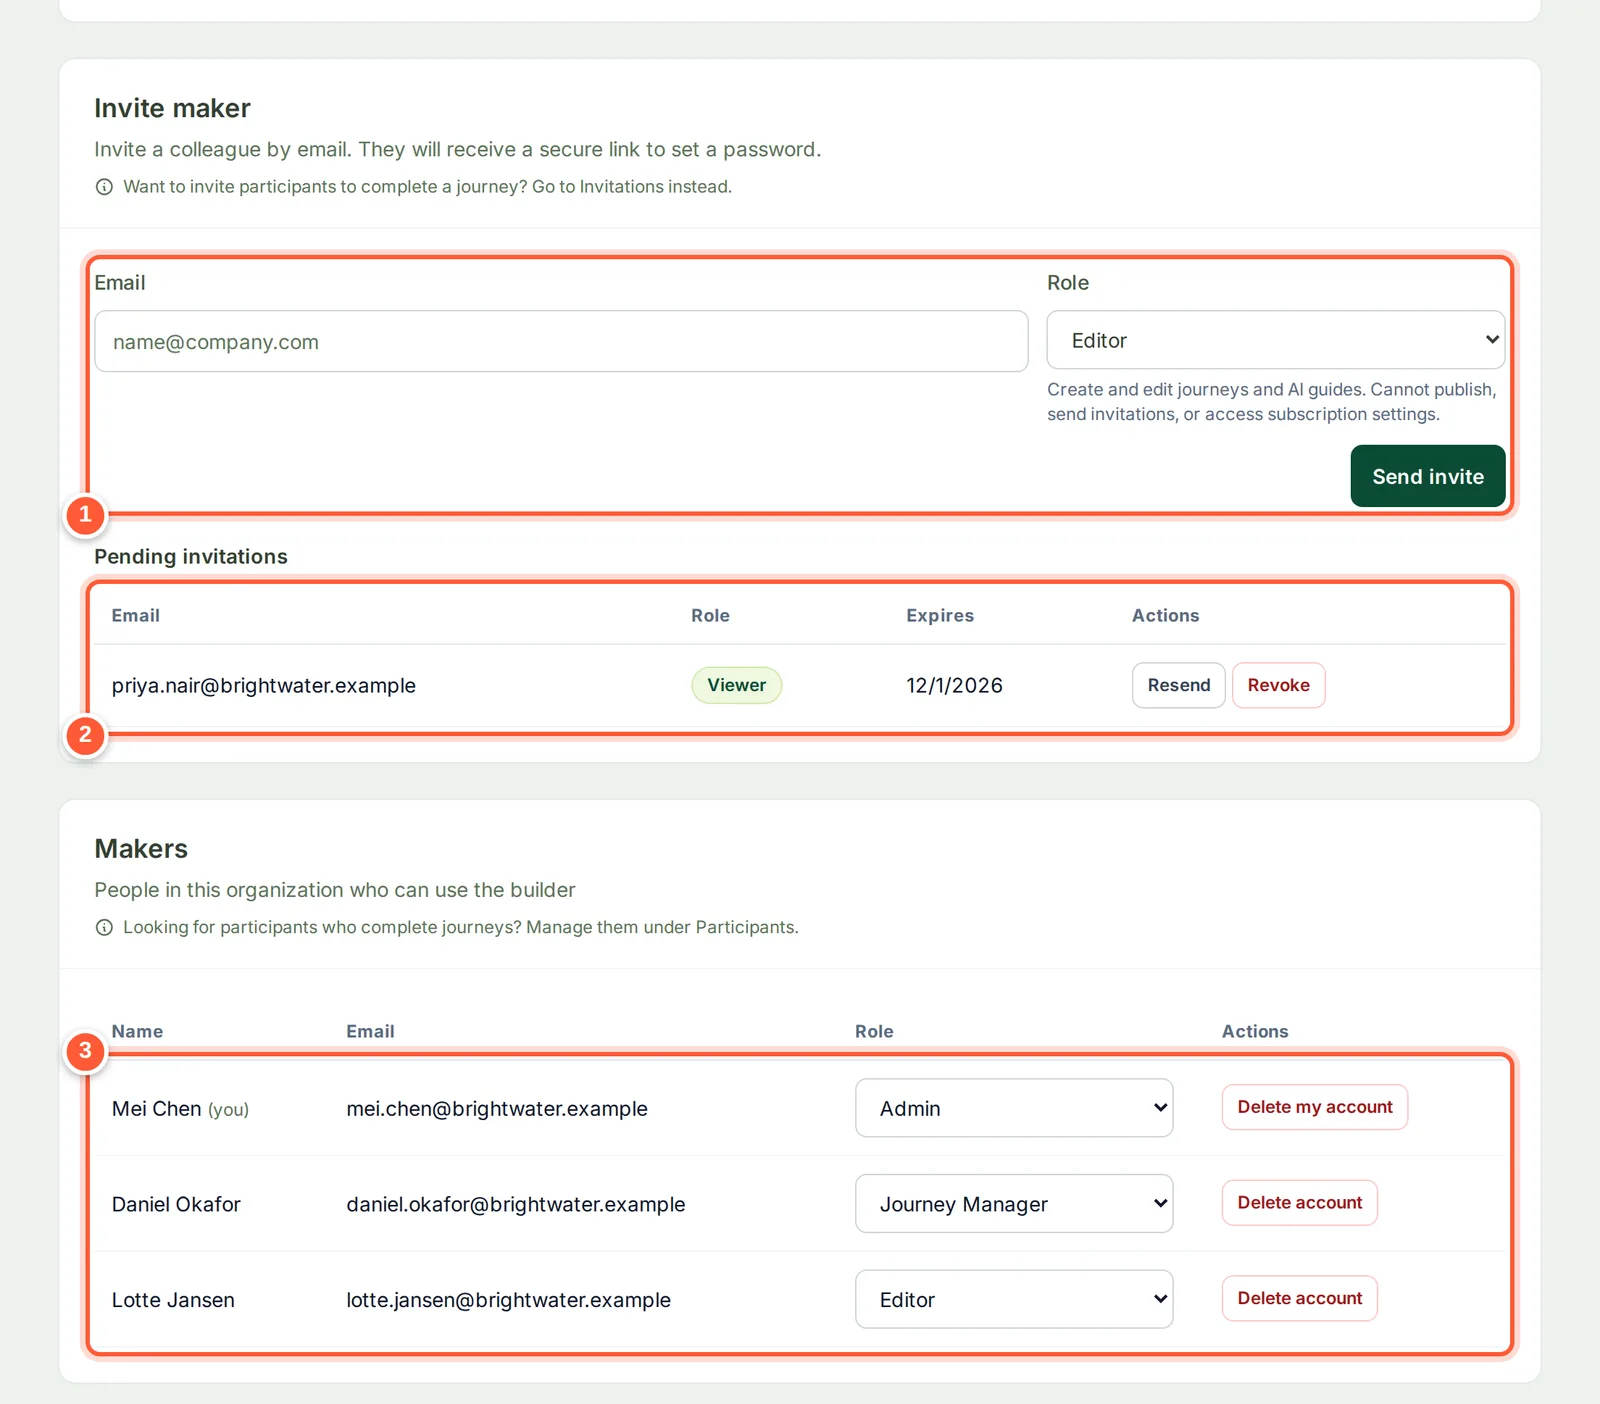 Invite maker
Invite a colleague by email. They will receive a secure link to set a password.
Want to invite participants to complete a journey? Go to Invitations instead.
Email Role
name@company.com Editor
Create and edit journeys and AI guides. Cannot publish,
send invitations, or access subscription settings.
Send invite
1
Pending invitations
Email Role Expires Actions
priya.nair@brightwater.example Viewer 12/1/2026 Resend Revoke
2
Makers
People in this organization who can use the builder
Looking for participants who complete journeys? Manage them under Participants.
Name Email Role Actions
3
Mei Chen (you) mei.chen@brightwater.example Admin Delete my account
Daniel Okafor daniel.okafor@brightwater.example Journey Manager Delete account
Lotte Jansen lotte.jansen@brightwater.example Editor Delete account